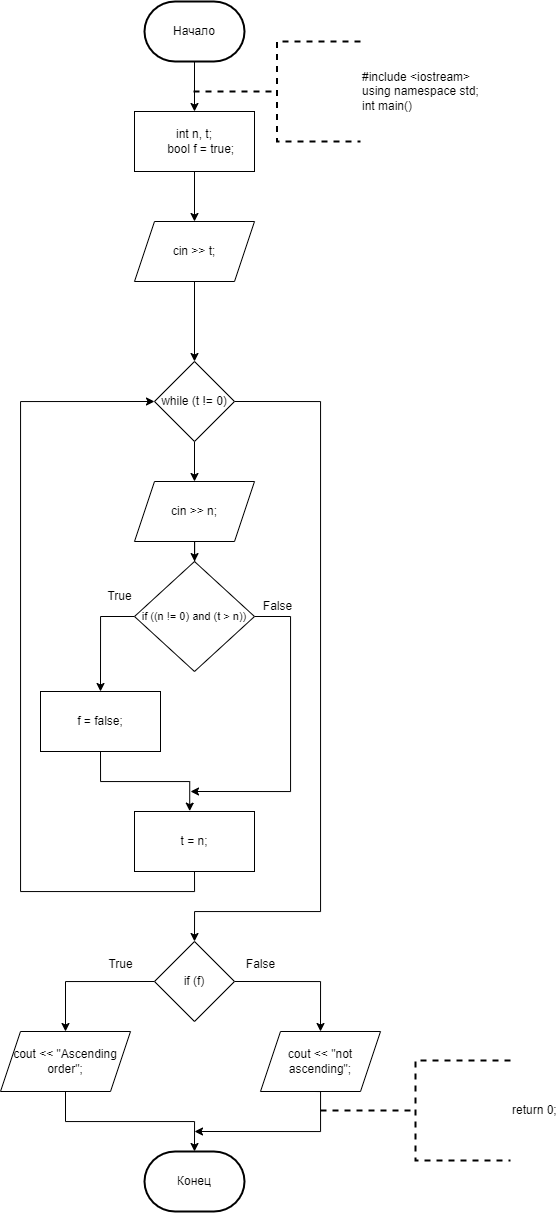 Начало
#include <iostream>
using namespace std;
int main()
int n, t;
bool f = true;
cin >> t;
while (t != 0)
cin >> n;
True
False
if ((n != 0) and (t > n))
f = false;
t = n;
True
False
if (f)
cout << "Ascending
order";
cout << "not
ascending";
return 0;
Конец